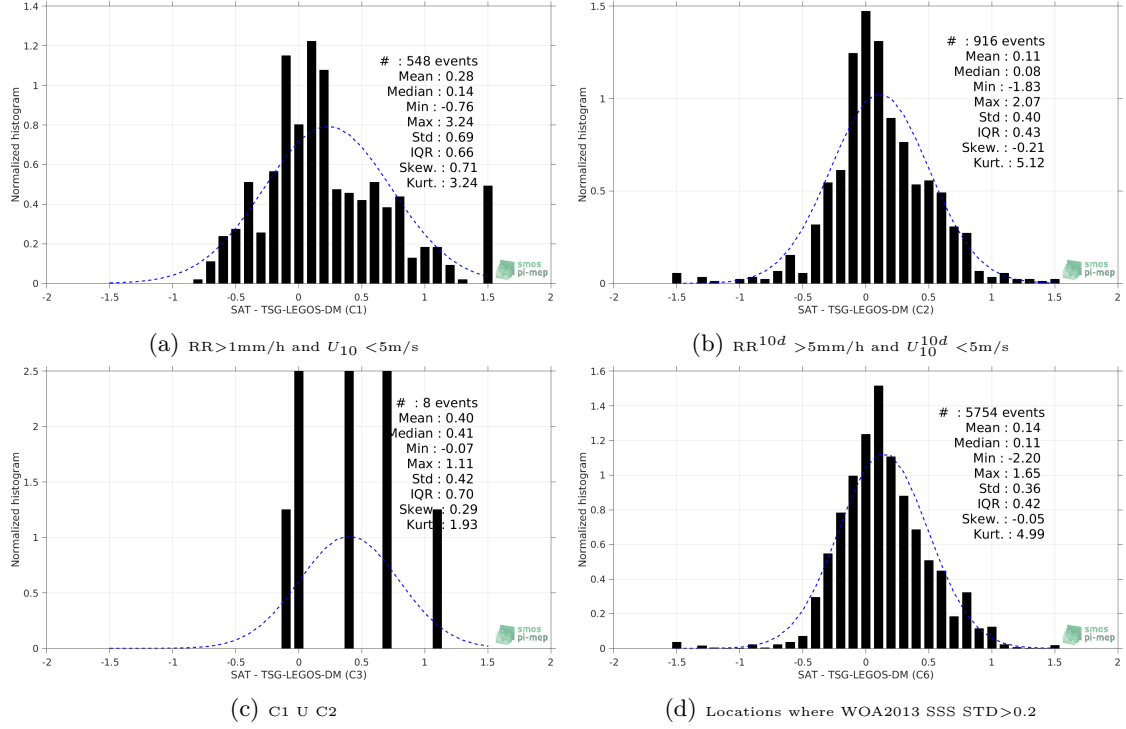 1.4
1.2
1
0.8
0.6
0.4
0.2
0
Normalized histogram
# : 548 events
Mean : 0.28
Median : 0.14
Min : -0.76
Max : 3.24
Std : 0.69
IQR : 0.66
Skew. : 0.71
Kurt. : 3.24
smos
pi-mep
-2 -1.5 -1 -0.5 0 0.5 1 1.5 2
SAT - TSG-LEGOS-DM (C1)
(a) RR>1mm/h and U10 <5m/s
1.5
1
0.5
0
Normalized histogram
# : 916 events
Mean : 0.11
Median : 0.08
Min : -1.83
Max : 2.07
Std : 0.40
IQR : 0.43
Skew. : -0.21
Kurt. : 5.12
smos
pi-mep
-2 -1.5 -1 -0.5 0 0.5 1 1.5 2
SAT - TSG-LEGOS-DM (C2)
(b) RR10d >5mm/h and U10d10 <5m/s
2.5
2
1.5
1
0.5
0
Normalized histogram
# : 8 events
Mean : 0.40
Median : 0.41
Min : -0.07
Max : 1.11
Std : 0.42
IQR : 0.70
Skew. : 0.29
Kurt. : 1.93
smos
pi-mep
-2 -1.5 -1 -0.5 0 0.5 1 1.5 2
SAT - TSG-LEGOS-DM (C3)
(c) C1 U C2
1.6
1.4
1.2
1
0.8
0.6
0.4
0.2
0
Normalized histogram
# : 5754 events
Mean : 0.14
Median : 0.11
Min : -2.20
Max : 1.65
Std : 0.36
IQR : 0.42
Skew. : -0.05
Kurt. : 4.99
smos
pi-mep
-2 -1.5 -1 -0.5 0 0.5 1 1.5 2
SAT - TSG-LEGOS-DM (C6)
(d) Locations where WOA2013 SSS STD>0.2